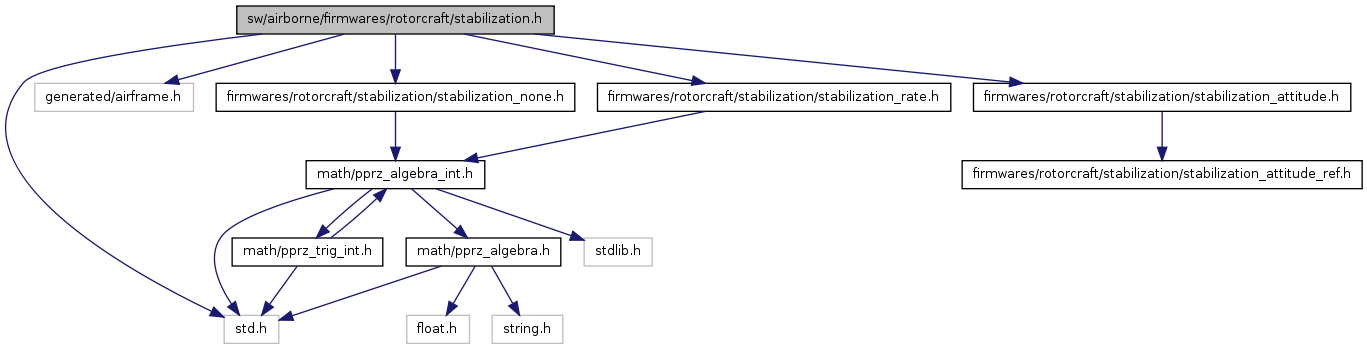 sw/airborne/firmwares/rotorcraft/stabilization.h
generated/airframe.h
firmwares/rotorcraft/stabilization/stabilization_none.h
firmwares/rotorcraft/stabilization/stabilization_rate.h
firmwares/rotorcraft/stabilization/stabilization_attitude.h
math/pprz_algebra_int.h
firmwares/rotorcraft/stabilization/stabilization_attitude_ref.h
math/pprz_trig_int.h
math/pprz_algebra.h
stdlib.h
std.h
float.h
string.h